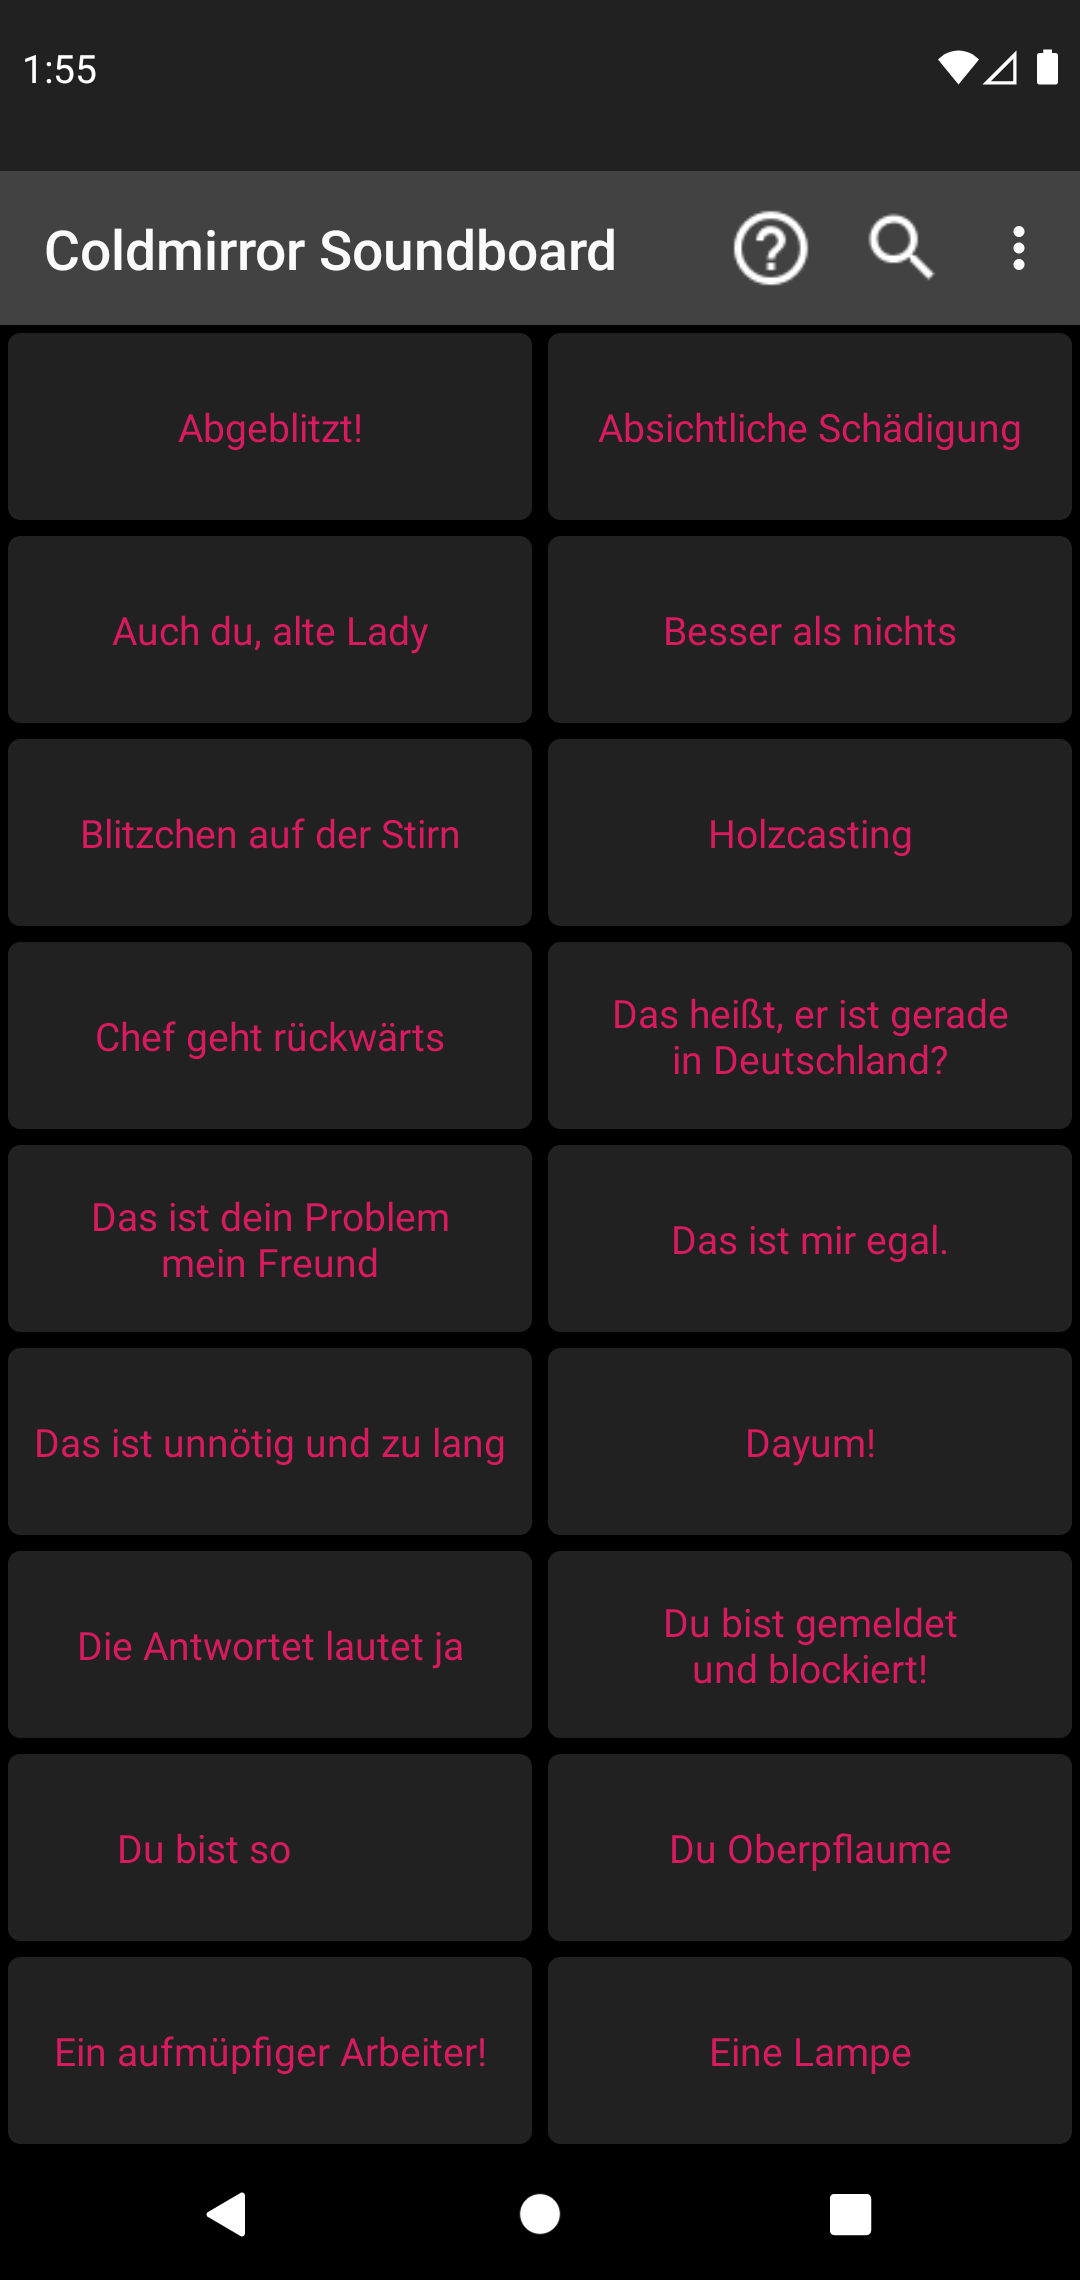 1:55
Coldmirror Soundboard
Abgeblitzt!
Absichtliche Schädigung
Auch du, alte Lady
Besser als nichts
Blitzchen auf der Stirn
Holzcasting
Chef geht rückwärts
Das heißt, er ist gerade
in Deutschland?
Das ist dein Problem
mein Freund
Das ist mir egal.
Das ist unnötig und zu lang
Dayum!
Die Antwortet lautet ja
Du bist gemeldet
und blockiert!
Du bist so
Du Oberpflaume
Ein aufmüpfiger Arbeiter!
Eine Lampe